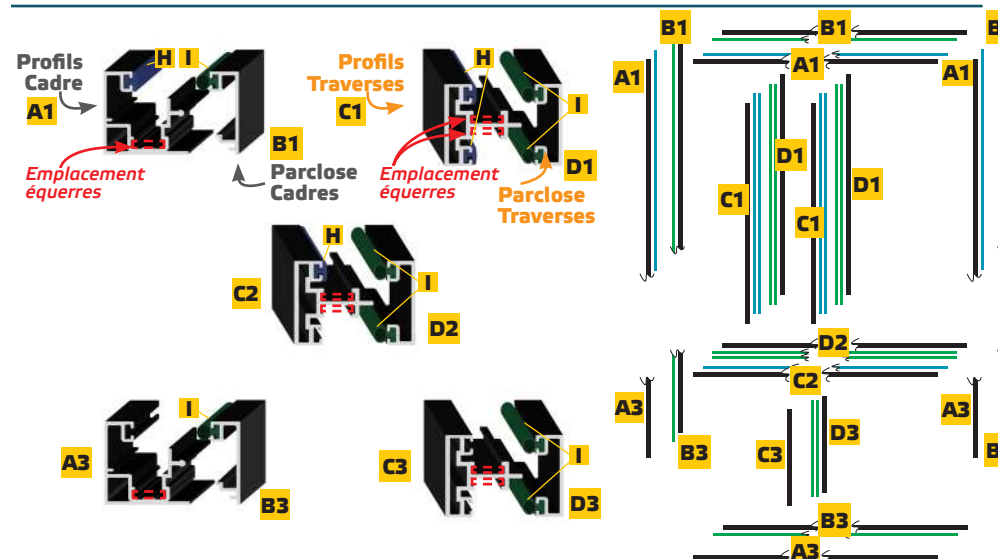 Profils
Cadre
A1
H
I
Emplacement
équerres
B1
Parclose
Cadres
Profils
Traverses
C1
H
I
Emplacement
équerres
D1
Parclose
Traverses
C2
H
I
D2
A3
I
B3
C3
I
D3
B1
B1
A1
A1
A1
D1
D1
C1
C1
D2
C2
A3
A3
B3
D3
C3
B3
A3